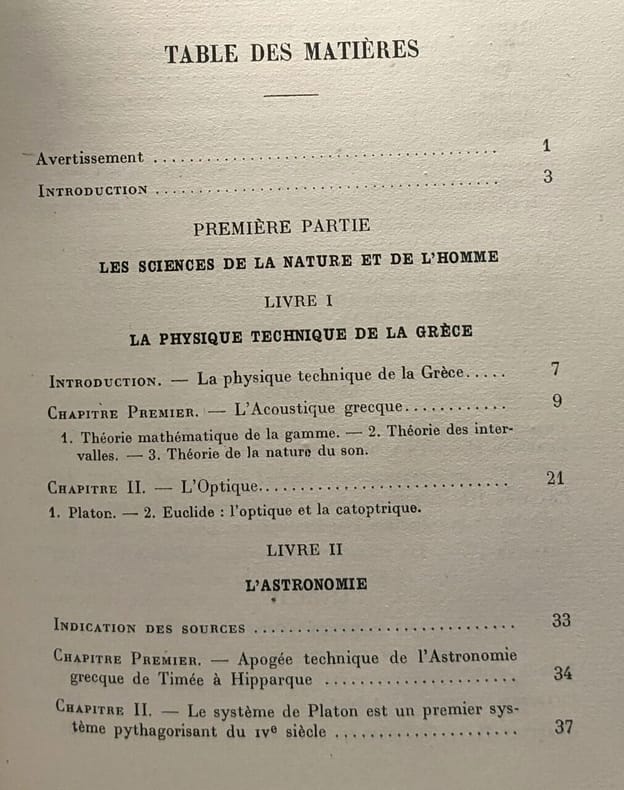 TABLE DES MATIÈRES
Avertissement .......... 1
INTRODUCTION .......... 3
PREMIÈRE PARTIE
LES SCIENCES DE LA NATURE ET DE L'HOMME
LIVRE I
LA PHYSIQUE TECHNIQUE DE LA GRÈCE
INTRODUCTION. — La physique technique de la Grèce..... 7
CHAPITRE PREMIER. — L'Acoustique grecque............ 9
1. Théorie mathématique de la gamme. — 2. Théorie des inter-
valles. — 3. Théorie de la nature du son.
CHAPITRE II. — L'Optique.............................. 21
1. Platon. — 2. Euclide : l'optique et la catoptrique.
LIVRE II
L'ASTRONOMIE
INDICATION DES SOURCES .............................. 33
CHAPITRE PREMIER. — Apogée technique de l'Astronomie
grecque de Timée à Hipparque ...................... 34
CHAPITRE II. — Le système de Platon est un premier sys-
tème pythagorisant du IVe siècle ..................... 37